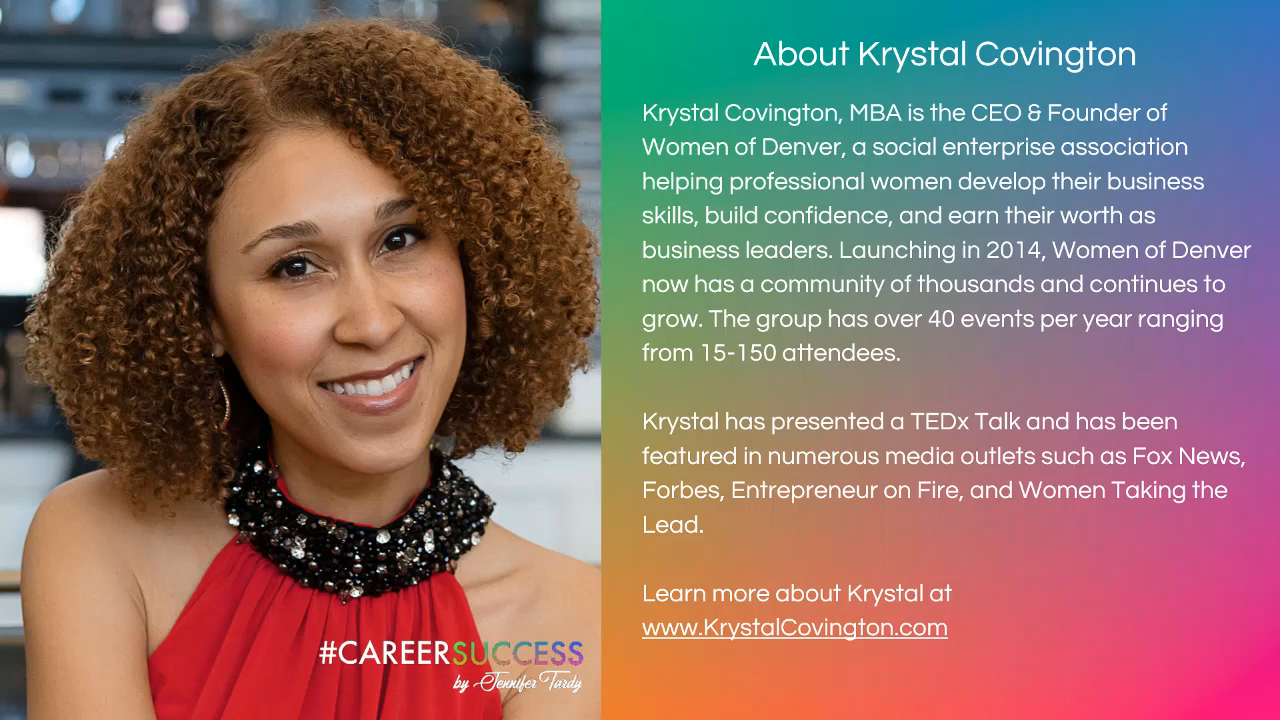 About Krystal Covington
Krystal Covington, MBA is the CEO & Founder of
Women of Denver, a social enterprise association
helping professional women develop their business
skills, build confidence, and earn their worth as
business leaders. Launching in 2014, Women of Denver
now has a community of thousands and continues to
grow. The group has over 40 events per year ranging
from 15-150 attendees.
Krystal has presented a TEDx Talk and has been
featured in numerous media outlets such as Fox News,
Forbes, Entrepreneur on Fire, and Women Taking the
Lead.
Learn more about Krystal at
www.KrystalCovington.com
#CAREERSUCCESS
by Jennifer Tardy